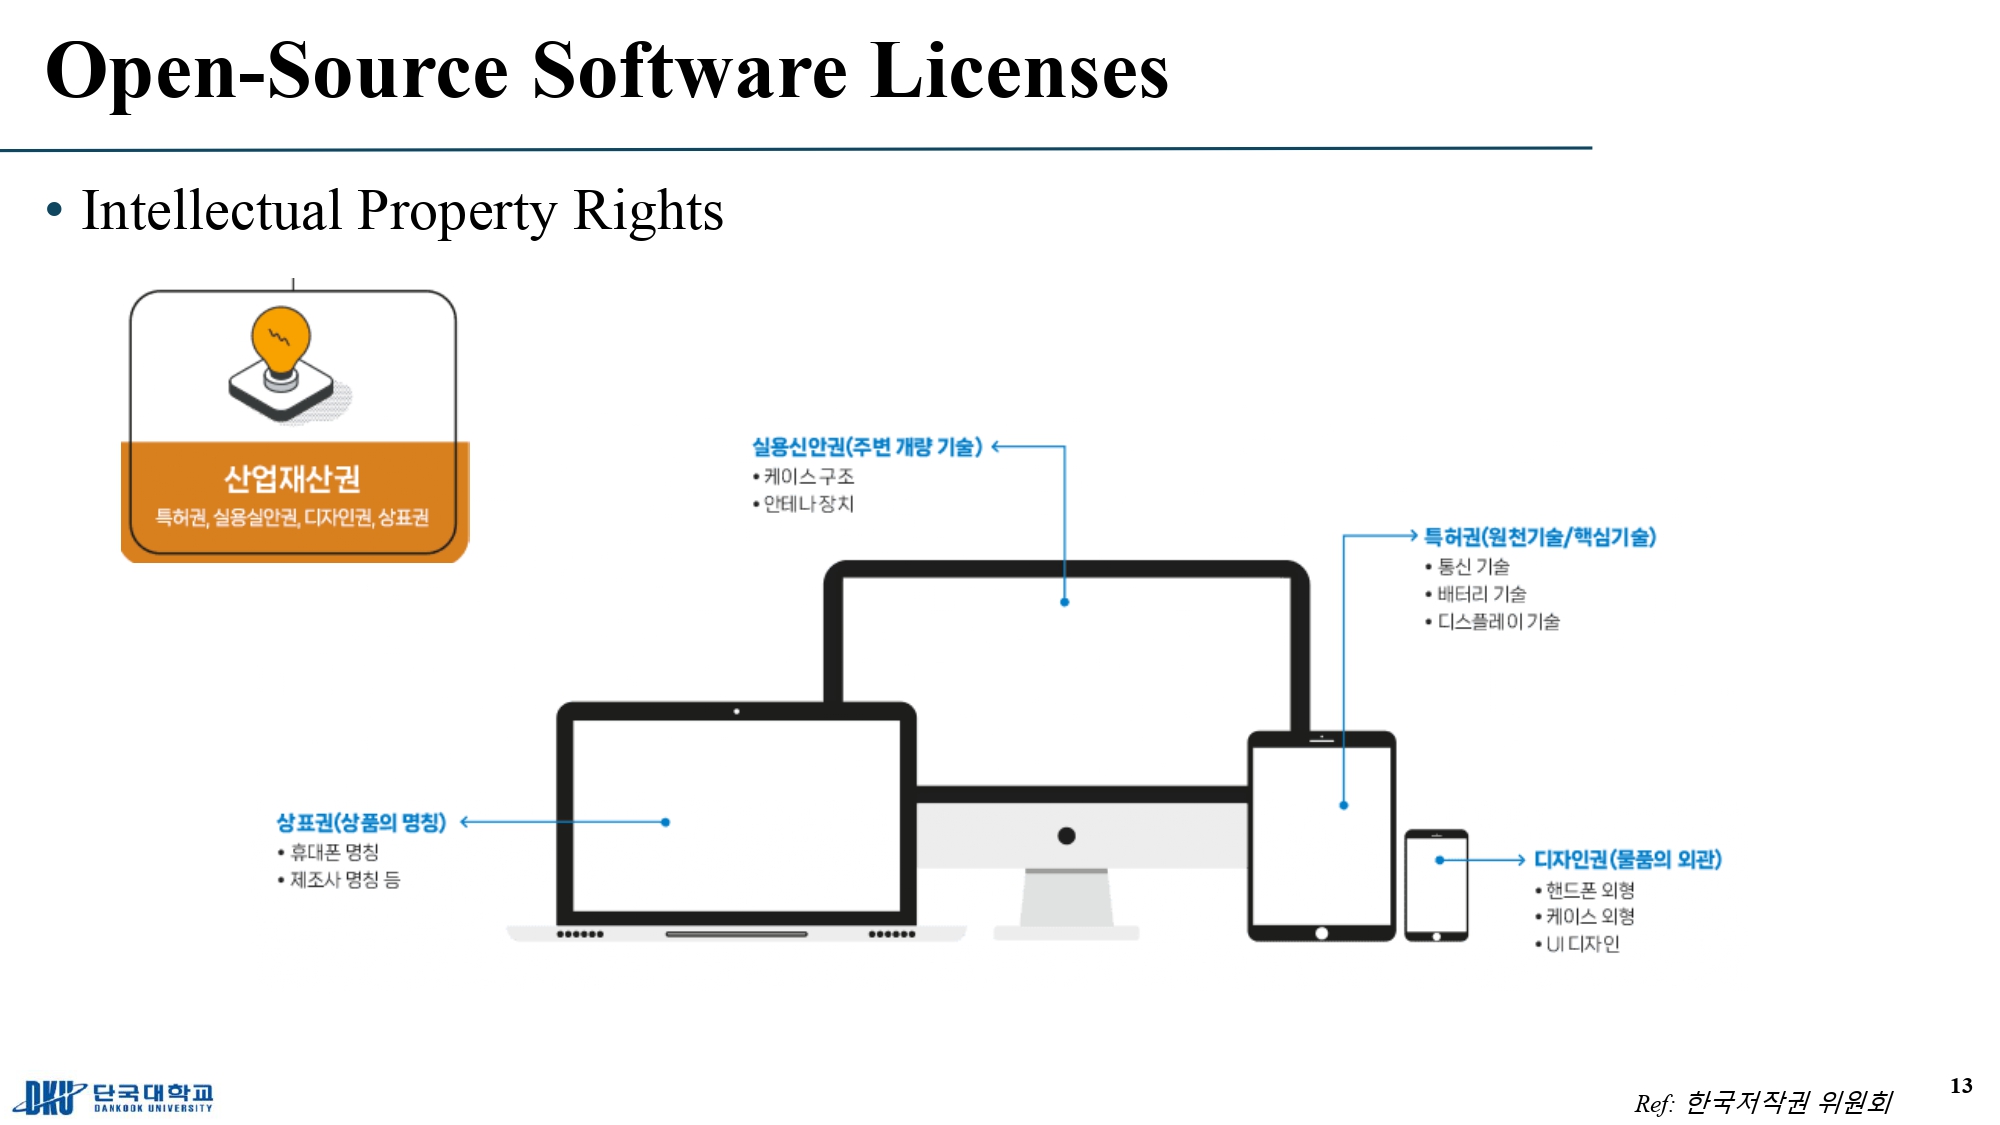 Open-Source Software Licenses
• Intellectual Property Rights
산업재산권
특허권, 실용실안권, 디자인권, 상표권
실용신안권(주변 개량 기술)
• 케이스 구조
• 안테나 장치
특허권(원천기술/핵심기술)
• 통신 기술
• 배터리 기술
• 디스플레이 기술
상표권(상품의 명칭)
• 휴대폰 명칭
• 제조사 명칭 등
디자인권(물품의 외관)
• 핸드폰 외형
• 케이스 외형
• UI 디자인
DKU 단국대학교
DANKOOK UNIVERSITY
Ref: 한국저작권 위원회
13